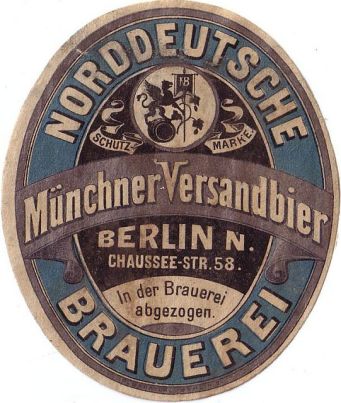 NORDDEUTSCHE
18
SCHUTZ-MARKE.
Münchner Versandbier
BERLIN N.
CHAUSSEE-STR. 58.
In der Brauerei
abgezogen.
BRAUEREI